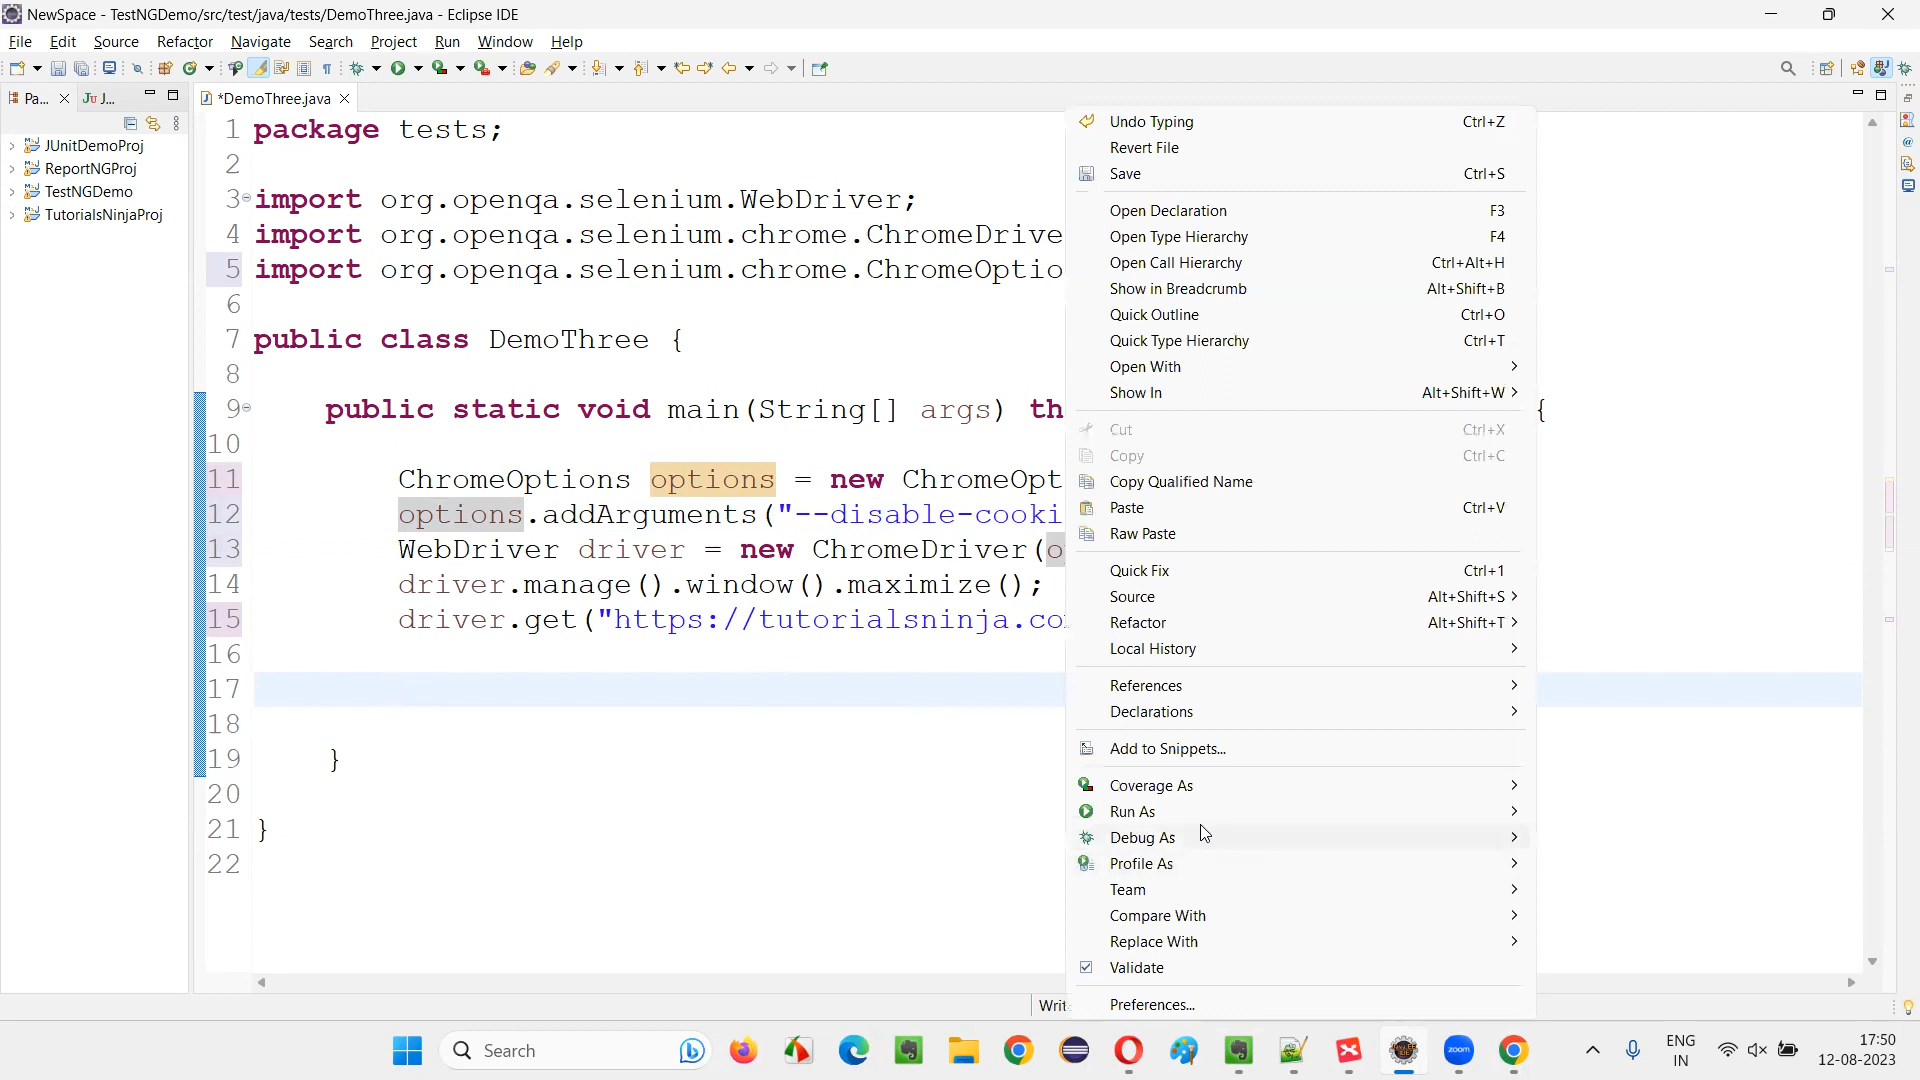 NewSpace - TestNGDemo/src/test/java/tests/DemoThree.java - Eclipse IDE
File Edit Source Refactor Navigate Search Project Run Window Help
Pa... J... *DemoThree.java
JUnitDemoProj
ReportNGProj
TestNGDemo
TutorialsNinjaProj
1 package tests;
2
3 import org.openqa.selenium.WebDriver;
4 import org.openqa.selenium.chrome.ChromeDrive
5 import org.openqa.selenium.chrome.ChromeOptio
6
7 public class DemoThree {
8
9 public static void main(String[] args) th {
10
11 ChromeOptions options = new ChromeOpt
12 options.addArguments("--disable-cooki
13 WebDriver driver = new ChromeDriver(o
14 driver.manage().window().maximize();
15 driver.get("https://tutorialsninja.co
16
17
18
19 }
20
21 }
22
Undo Typing Ctrl+Z
Revert File
Save Ctrl+S
Open Declaration F3
Open Type Hierarchy F4
Open Call Hierarchy Ctrl+Alt+H
Show in Breadcrumb Alt+Shift+B
Quick Outline Ctrl+O
Quick Type Hierarchy Ctrl+T
Open With
Show In Alt+Shift+W
Cut Ctrl+X
Copy Ctrl+C
Copy Qualified Name
Paste Ctrl+V
Raw Paste
Quick Fix Ctrl+1
Source Alt+Shift+S
Refactor Alt+Shift+T
Local History
References
Declarations
Add to Snippets...
Coverage As
Run As
Debug As
Profile As
Team
Compare With
Replace With
Validate
Preferences...
Writ
Search
zoom
ENG
IN
17:50
12-08-2023